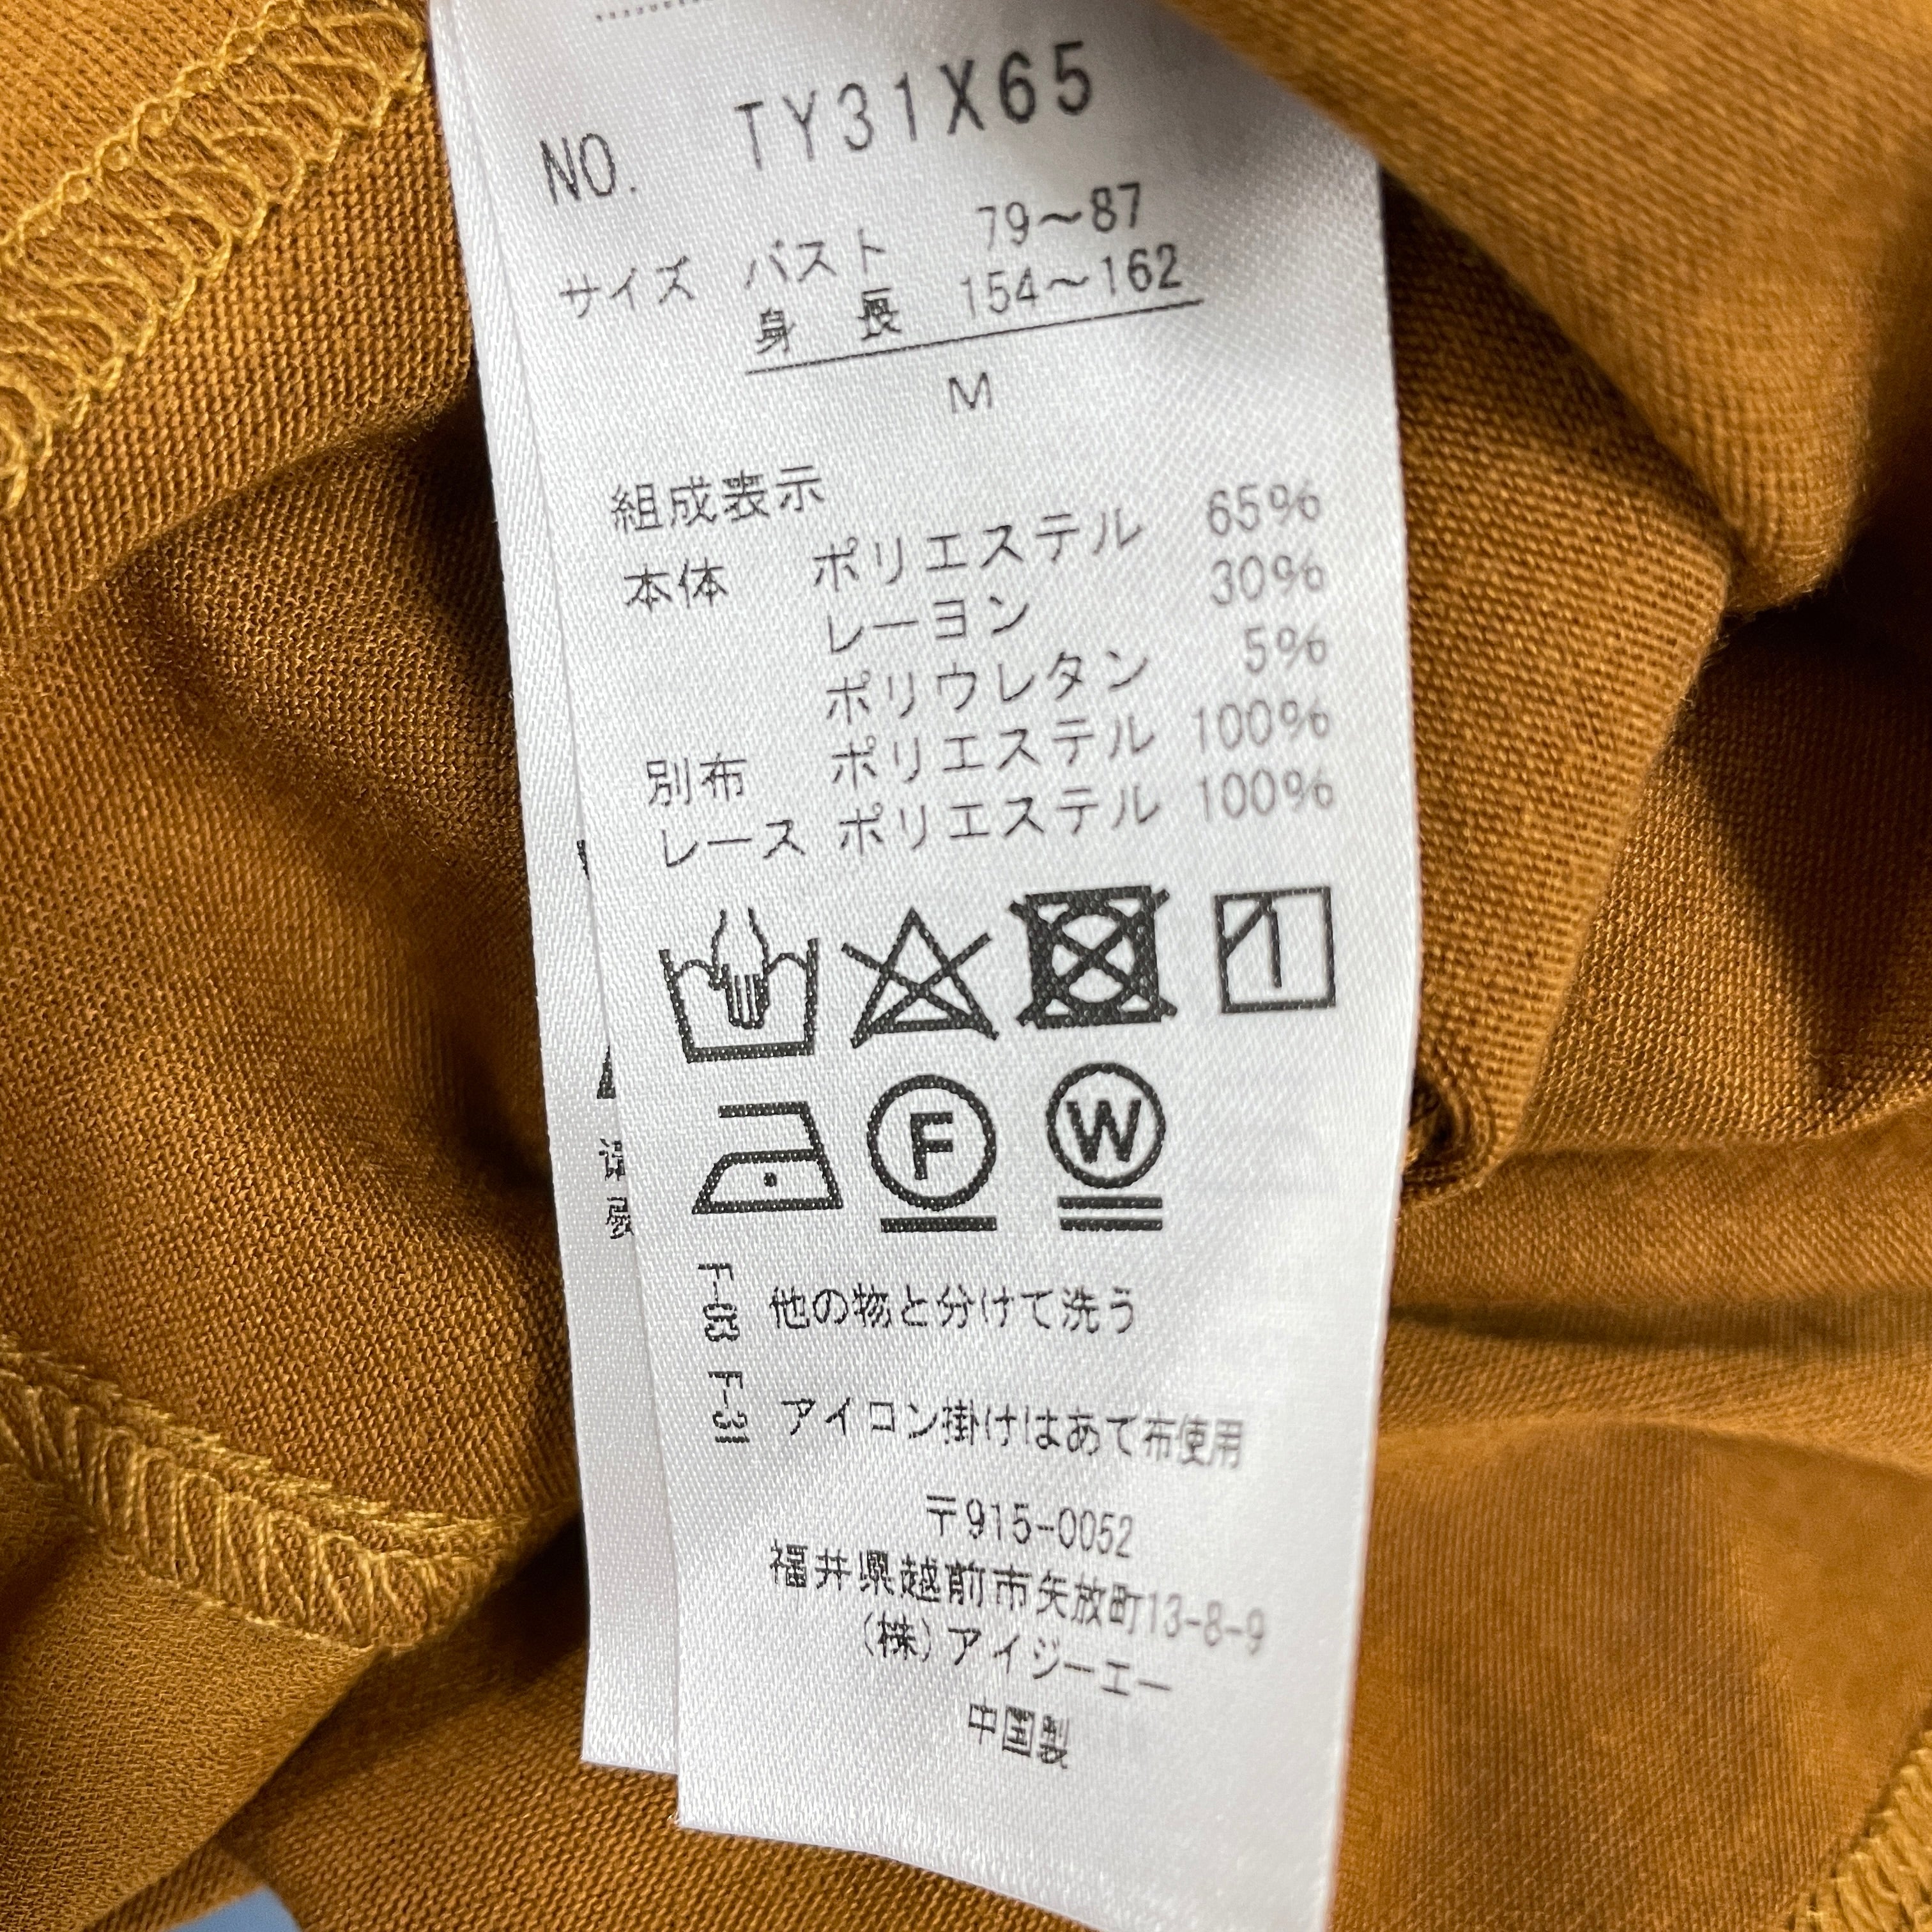 NO. TY31X65
サイズ バスト 79～87
身長 154～162
M
組成表示
本体 ポリエステル 65%
レーヨン 30%
ポリウレタン 5%
別布 ポリエステル 100%
レース ポリエステル 100%
F
W
F-03 他の物と分けて洗う
F-31 アイロン掛けはあて布使用
〒915-0052
福井県越前市矢放町13-8-9
(株)アイジーエー
中国製